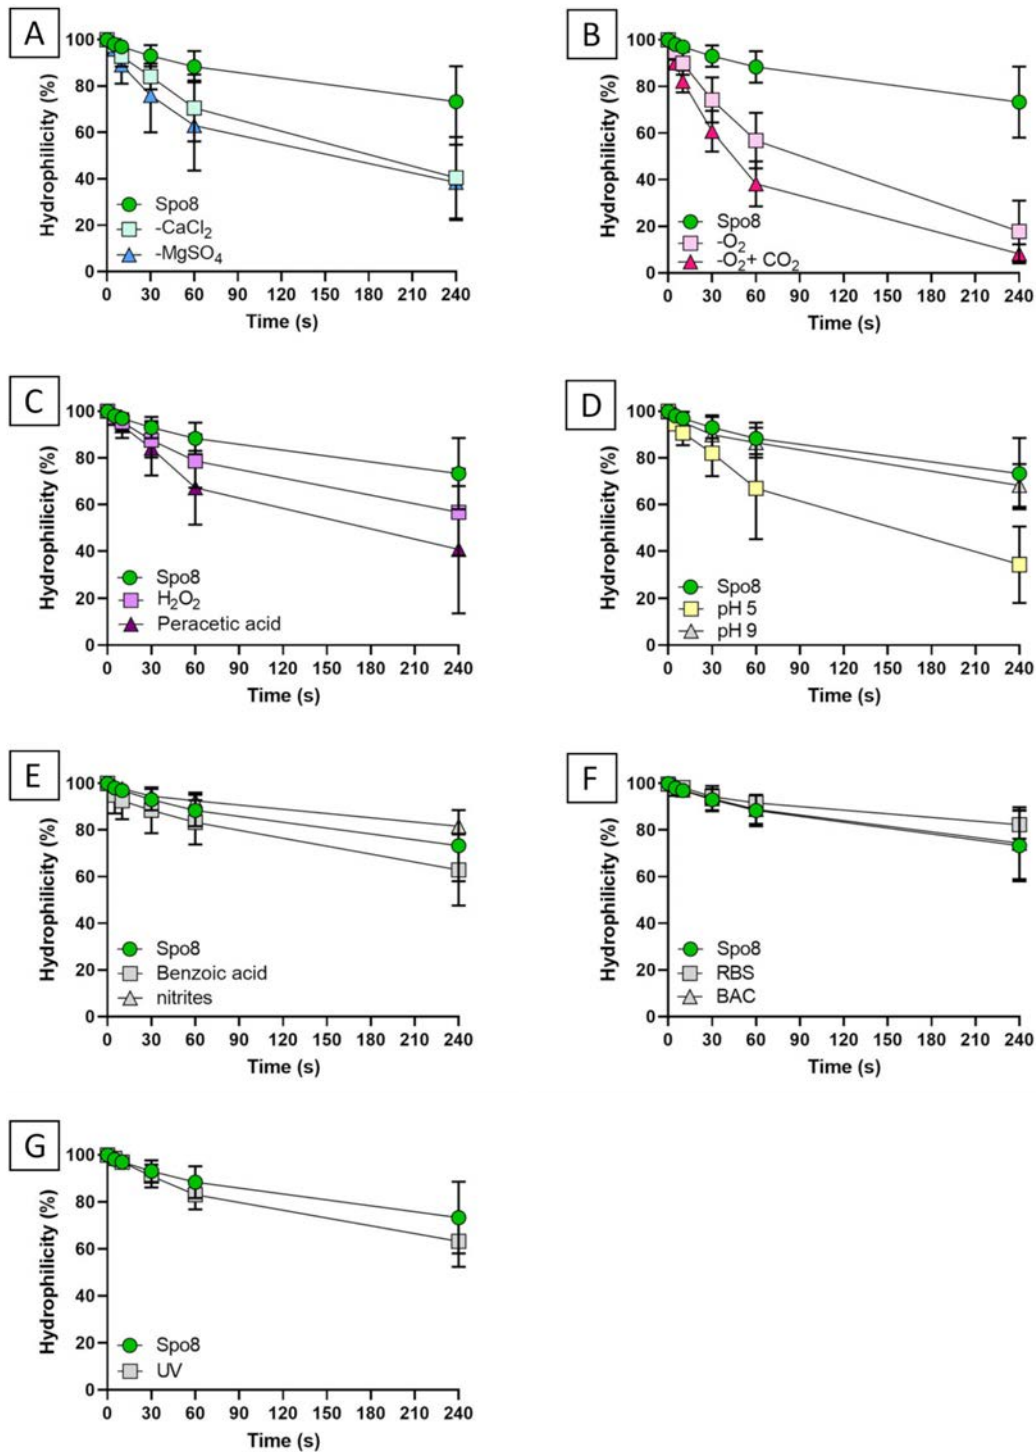 A
Hydrophilicity (%)
100
80
60
40
20
0
Spo8
-CaCl₂
-MgSO₄
0 30 60 90 120 150 180 210 240
Time (s)
B
Hydrophilicity (%)
100
80
60
40
20
0
Spo8
-O₂
-O₂+ CO₂
0 30 60 90 120 150 180 210 240
Time (s)
C
Hydrophilicity (%)
100
80
60
40
20
0
Spo8
H₂O₂
Peracetic acid
0 30 60 90 120 150 180 210 240
Time (s)
D
Hydrophilicity (%)
100
80
60
40
20
0
Spo8
pH 5
pH 9
0 30 60 90 120 150 180 210 240
Time (s)
E
Hydrophilicity (%)
100
80
60
40
20
0
Spo8
Benzoic acid
nitrites
0 30 60 90 120 150 180 210 240
Time (s)
F
Hydrophilicity (%)
100
80
60
40
20
0
Spo8
RBS
BAC
0 30 60 90 120 150 180 210 240
Time (s)
G
Hydrophilicity (%)
100
80
60
40
20
0
Spo8
UV
0 30 60 90 120 150 180 210 240
Time (s)